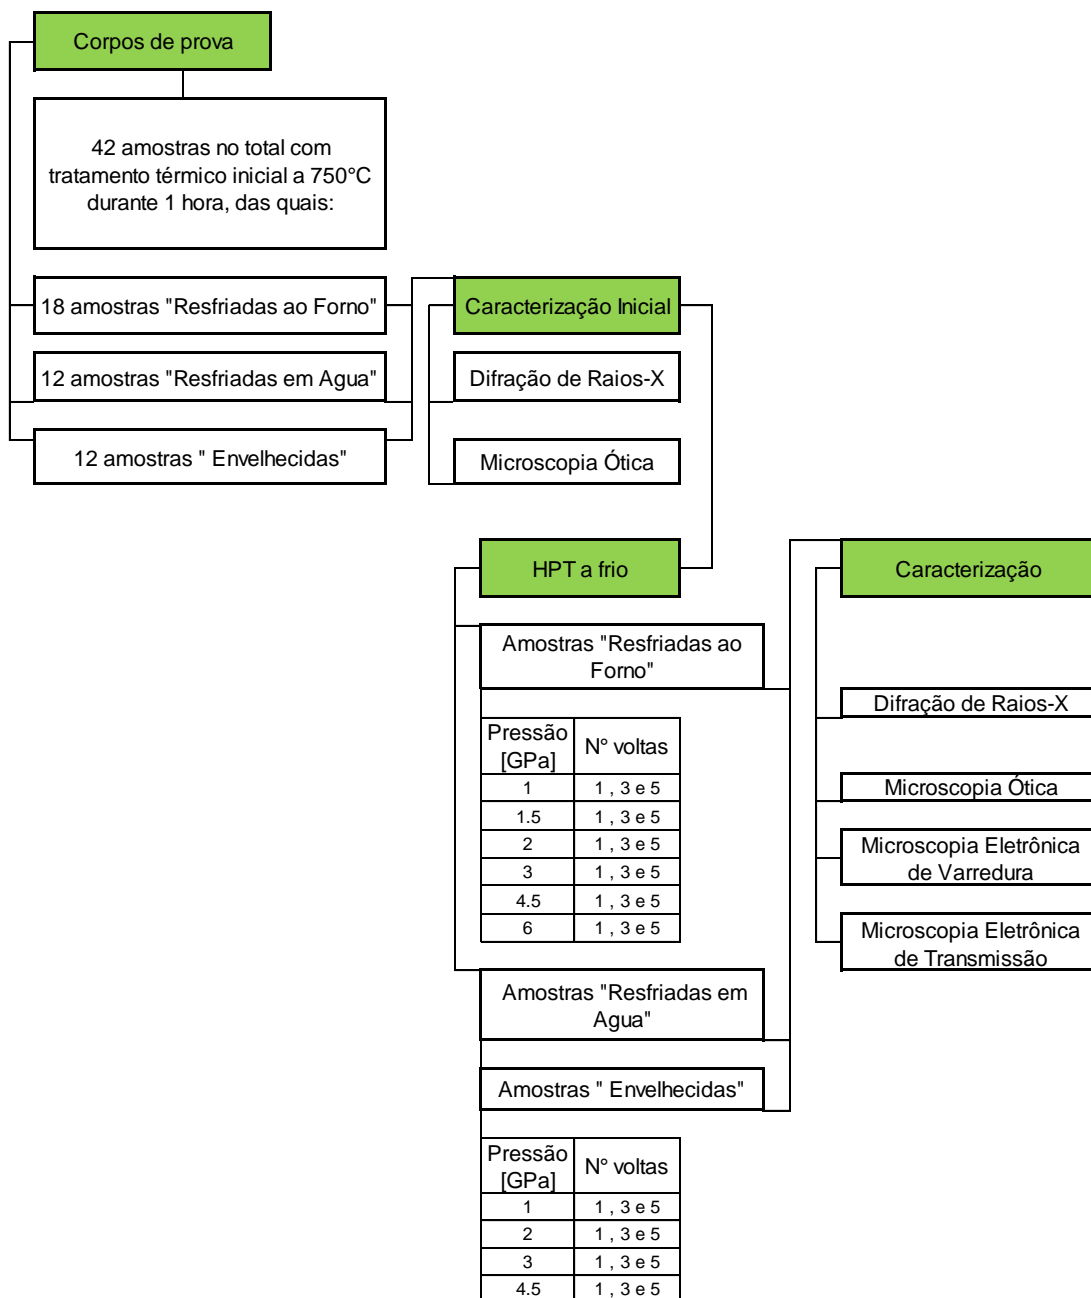 Corpos de prova
42 amostras no total com
tratamento térmico inicial a 750°C
durante 1 hora, das quais:
18 amostras "Resfriadas ao Forno"
12 amostras "Resfriadas em Agua"
12 amostras " Envelhecidas"
Caracterização Inicial
Difração de Raios-X
Microscopia Ótica
HPT a frio
Amostras "Resfriadas ao
Forno"
Pressão
[GPa] N° voltas
1 1 , 3 e 5
1.5 1 , 3 e 5
2 1 , 3 e 5
3 1 , 3 e 5
4.5 1 , 3 e 5
6 1 , 3 e 5
Amostras "Resfriadas em
Agua"
Amostras " Envelhecidas"
Pressão
[GPa] N° voltas
1 1 , 3 e 5
2 1 , 3 e 5
3 1 , 3 e 5
4.5 1 , 3 e 5
Caracterização
Difração de Raios-X
Microscopia Ótica
Microscopia Eletrônica
de Varredura
Microscopia Eletrônica
de Transmissão